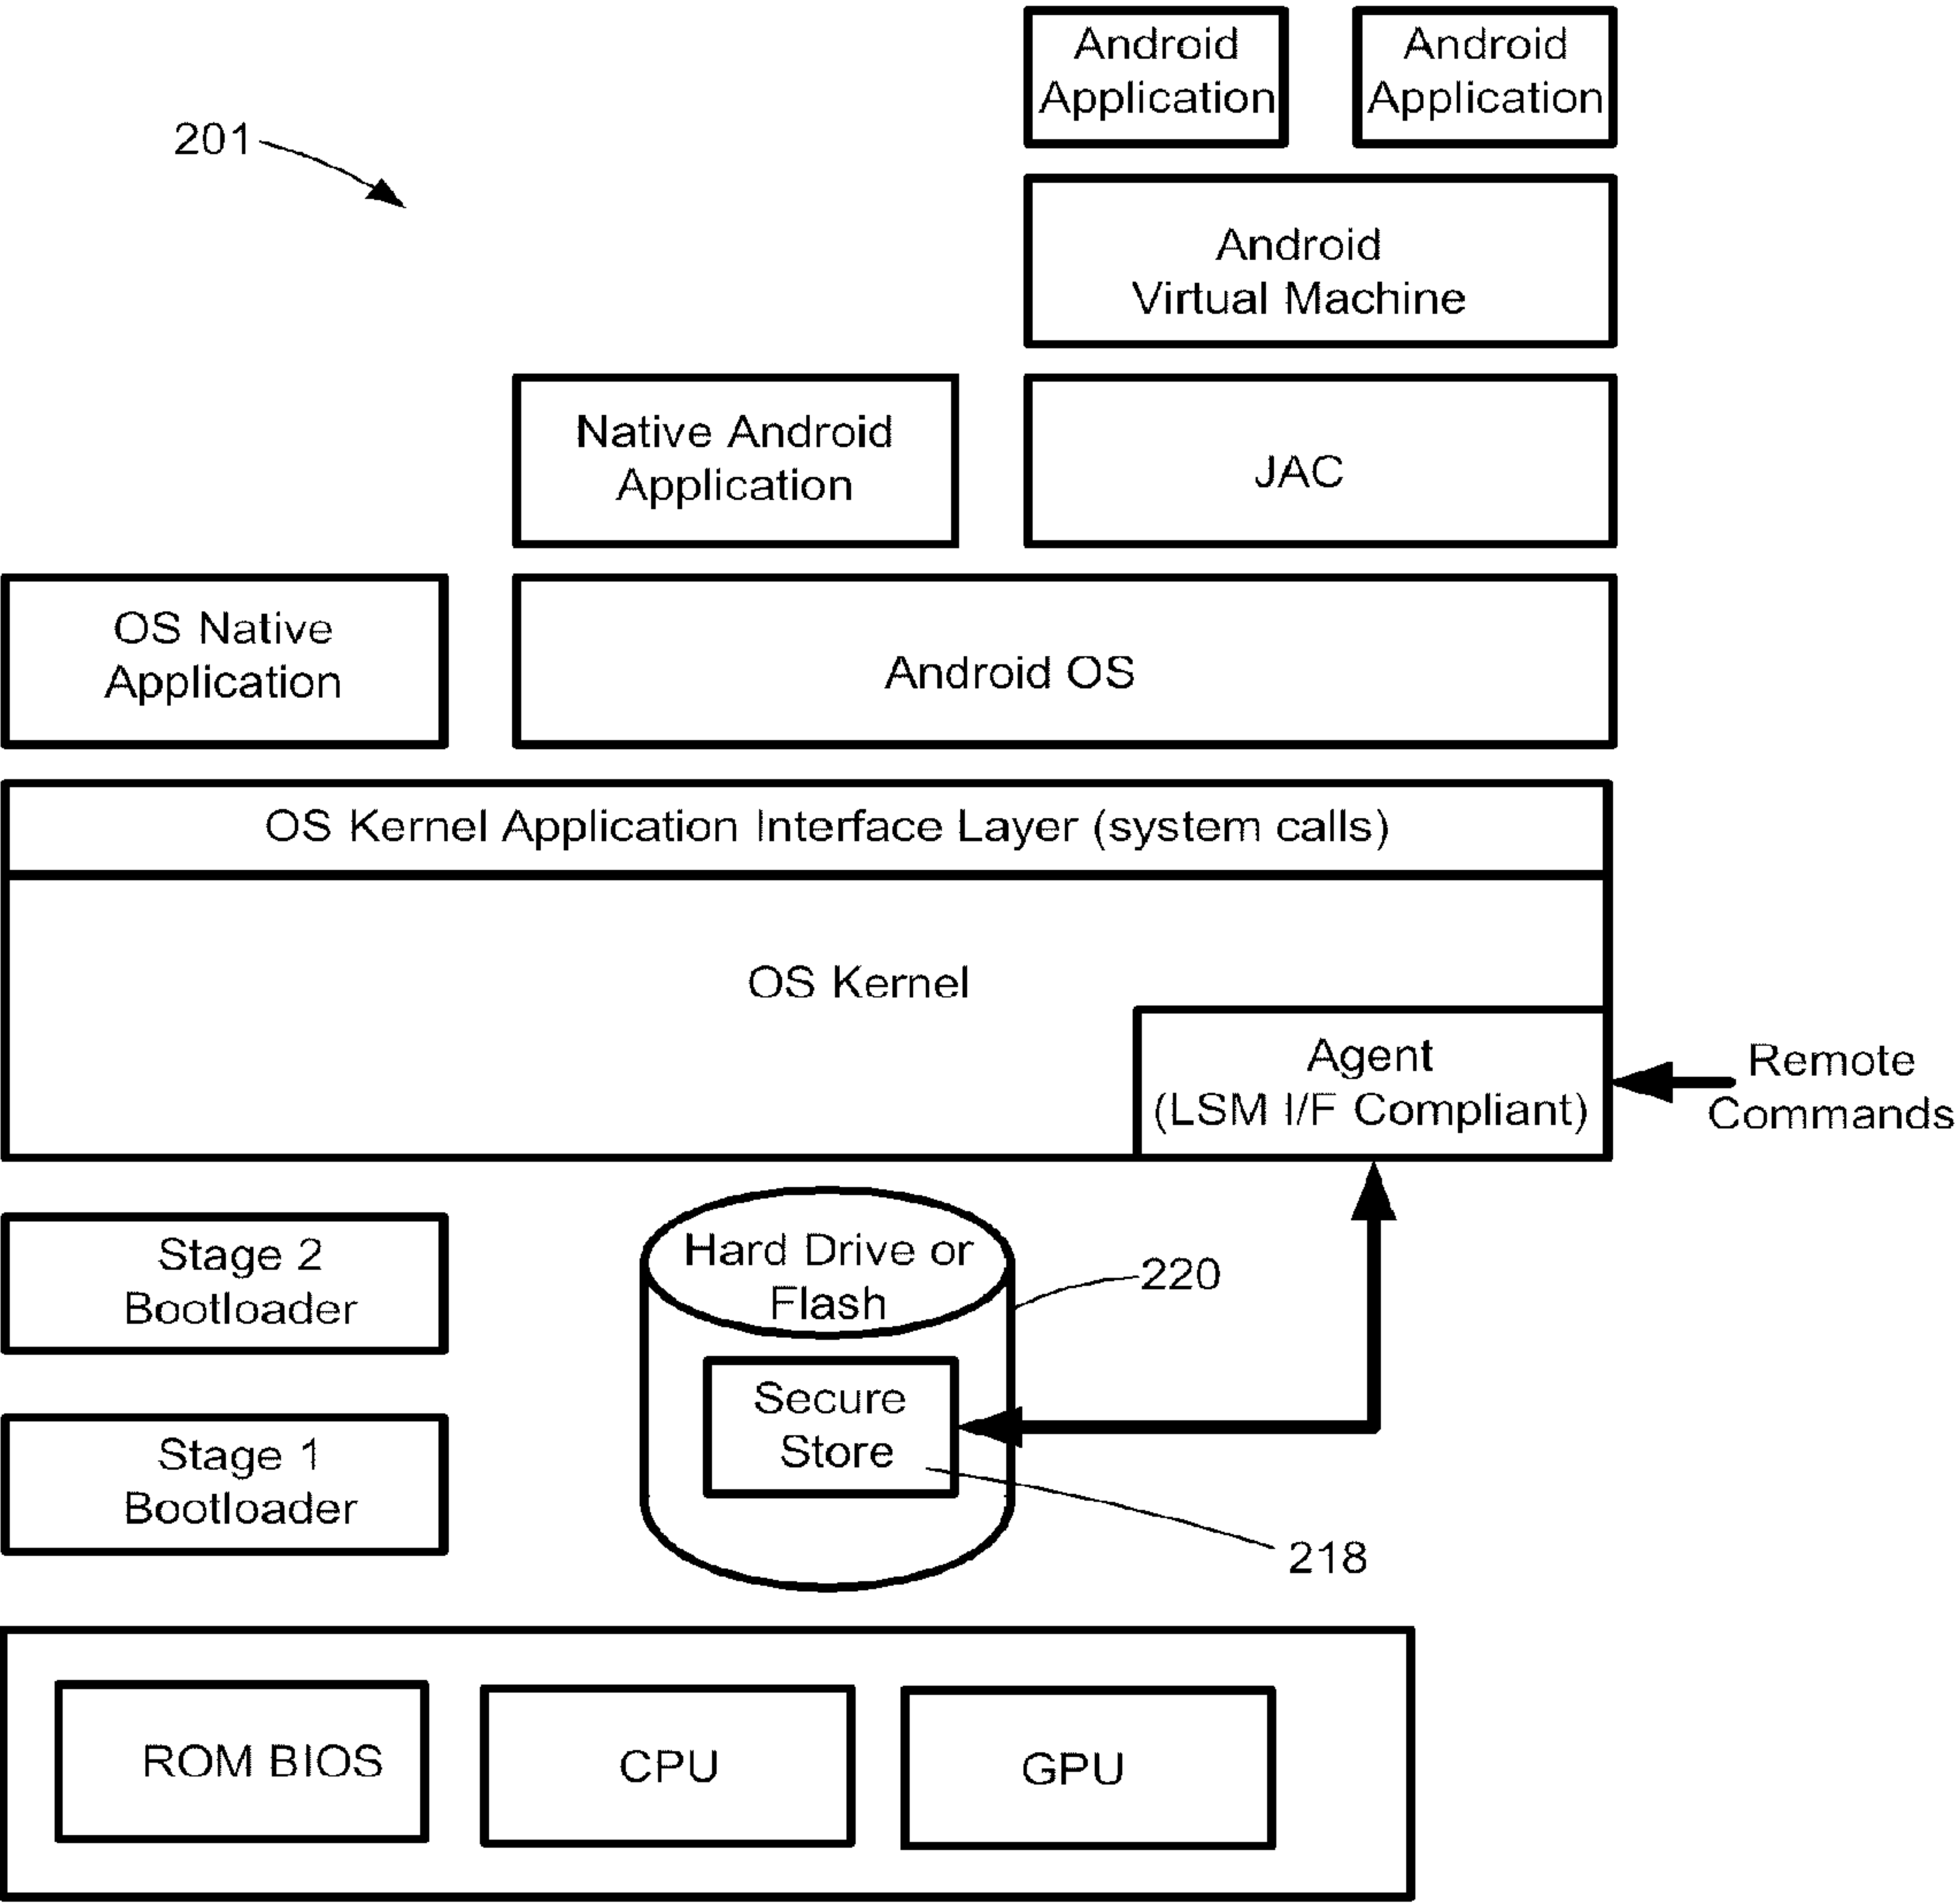 Android
Application
Android
Application
201
Android
Virtual Machine
Native Android
Application
JAC
OS Native
Application
Android OS
OS Kernel Application Interface Layer (system calls)
OS Kernel
Agent
(LSM I/F Compliant)
Remote
Commands
Stage 2
Bootloader
Hard Drive or
Flash
220
Secure
Store
Stage 1
Bootloader
218
ROM BIOS
CPU
GPU